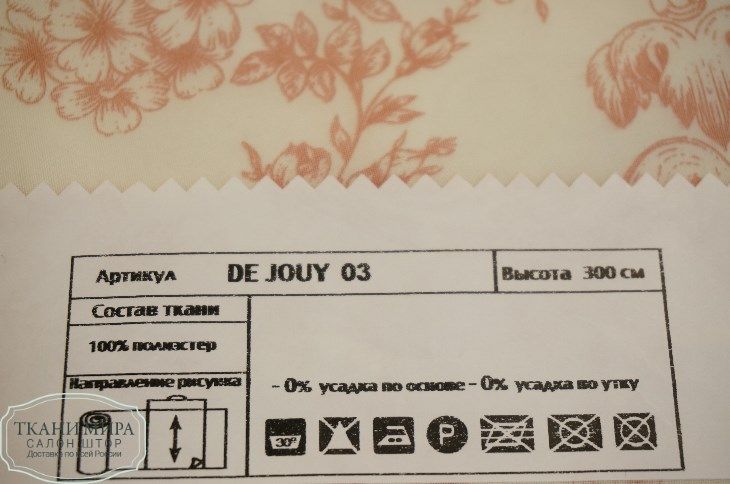 Артикул DE JOUY 03 Высота 300 см
Состав ткани
100% полиэстер
Направление рисунка
- 0% усадка по основе - 0% усадка по утку
30°
P
ТКАНИ МИРА
САЛОН ШТОР
Доставка по всей России